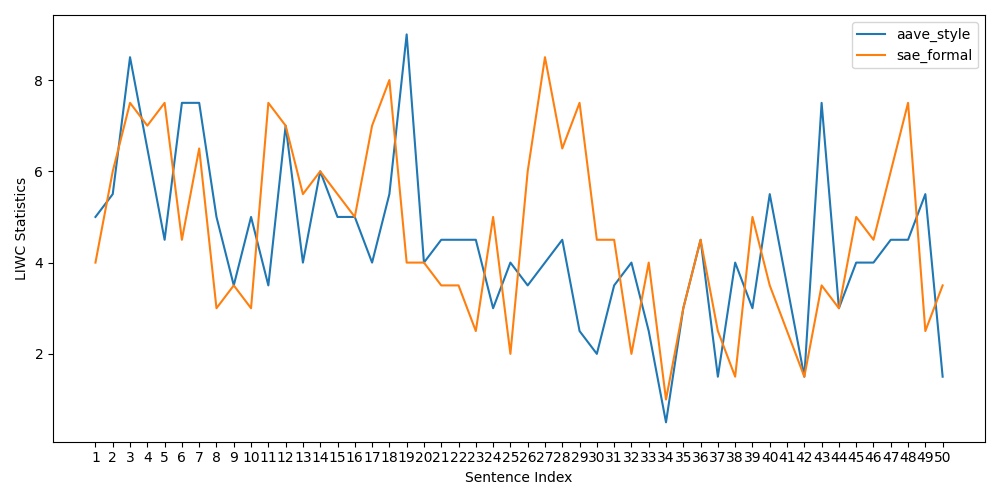 aave_style
sae_formal
8
6
4
2
LIWC Statistics
1 2 3 4 5 6 7 8 9 10 11 12 13 14 15 16 17 18 19 20 21 22 23 24 25 26 27 28 29 30 31 32 33 34 35 36 37 38 39 40 41 42 43 44 45 46 47 48 49 50
Sentence Index